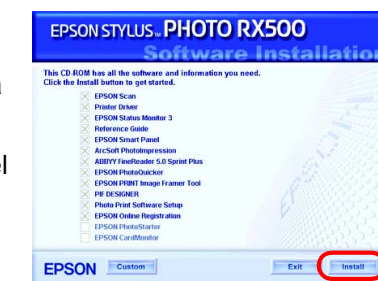 EPSON STYLUS™ PHOTO RX500
Software Installation
This CD-ROM has all the software and information you need.
Click the Install button to get started.
EPSON Scan
Printer Driver
EPSON Status Monitor 3
Reference Guide
EPSON Smart Panel
ArcSoft PhotoImpression
ABBYY FineReader 5.0 Sprint Plus
EPSON PhotoQuicker
EPSON PRINT Image Framer Tool
PIF DESIGNER
Photo Print Software Setup
EPSON Online Registration
EPSON PhotoStarter
EPSON CardMonitor
EPSON Custom Exit Install